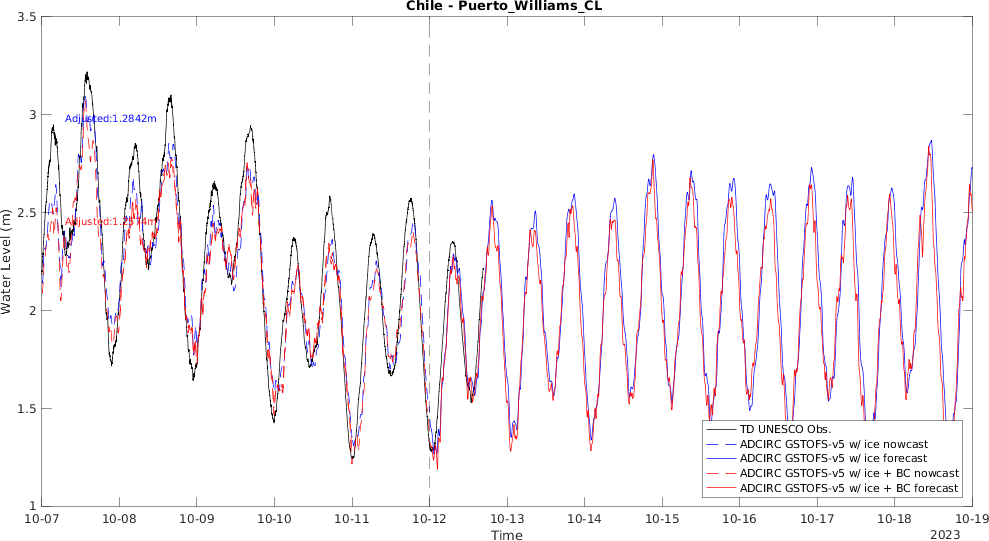 Chile - Puerto_Williams_CL
3.5
3
2.5
2
1.5
1
Water Level (m)
Adjusted:1.2842m
TD UNESCO Obs.
ADCIRC GSTOFS-v5 w/ ice nowcast
ADCIRC GSTOFS-v5 w/ ice forecast
ADCIRC GSTOFS-v5 w/ ice + BC nowcast
ADCIRC GSTOFS-v5 w/ ice + BC forecast
10-07 10-08 10-09 10-10 10-11 10-12 10-13 10-14 10-15 10-16 10-17 10-18 10-19
Time
2023